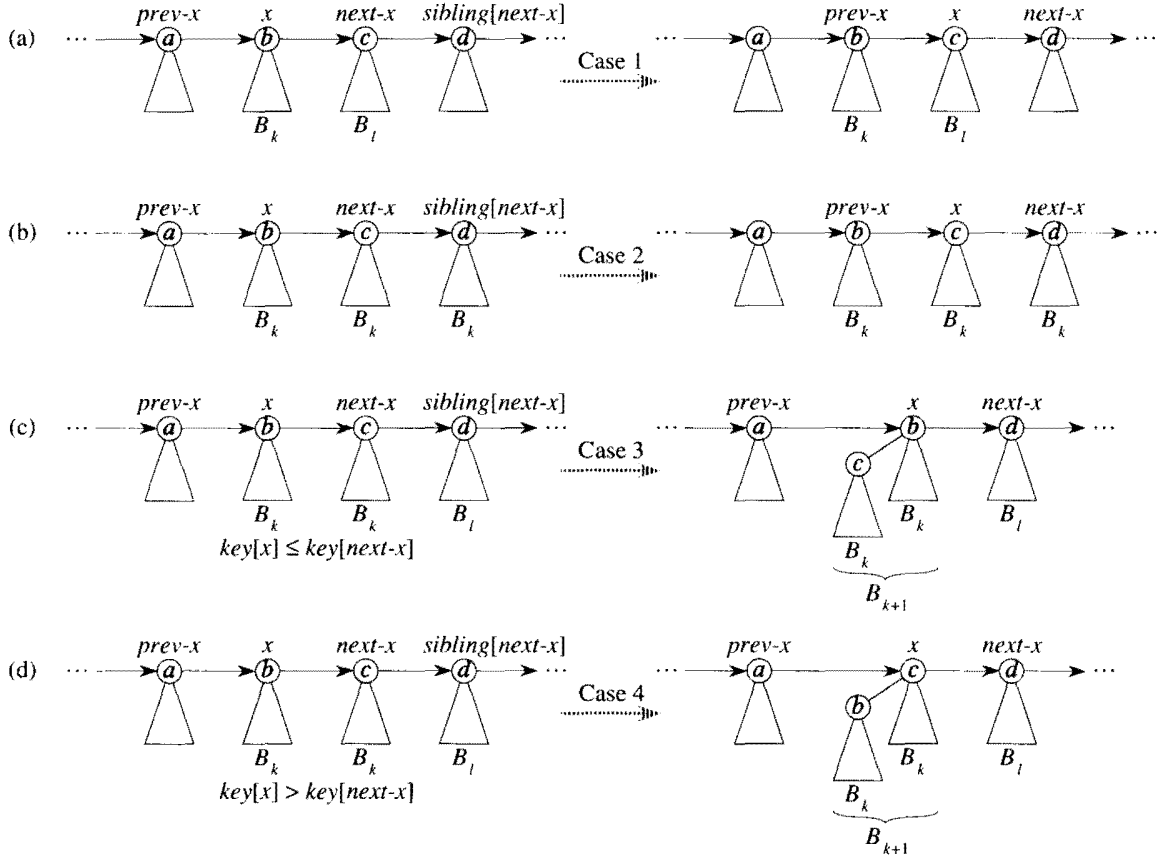 prev-x x next-x sibling[next-x] prev-x x next-x
(a) ··· a b c d ··· Case 1 ··· a b c d ···
B_k B_l B_k B_l
prev-x x next-x sibling[next-x] prev-x x next-x
(b) ··· a b c d ··· Case 2 ··· a b c d ···
B_k B_k B_k B_k B_k B_k
prev-x x next-x sibling[next-x] prev-x x next-x
(c) ··· a b c d ··· Case 3 ··· a b d ···
c
B_k B_k B_l B_k B_l
key[x] ≤ key[next-x] B_k
B_{k+1}
prev-x x next-x sibling[next-x] prev-x x next-x
(d) ··· a b c d ··· Case 4 ··· a c d ···
b
B_k B_k B_l B_k B_l
key[x] > key[next-x] B_k
B_{k+1}